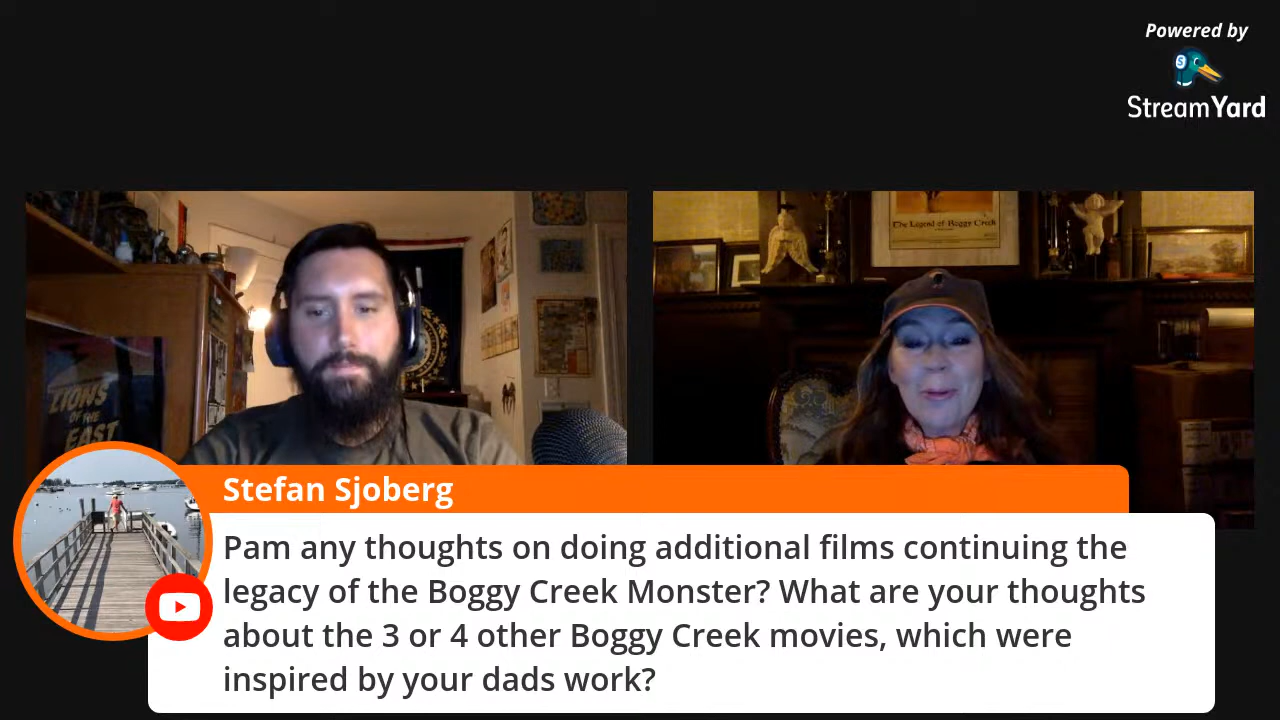 Powered by
StreamYard
The Legend of Boggy Creek
LIONS
OF THE
EAST
Stefan Sjoberg
Pam any thoughts on doing additional films continuing the
legacy of the Boggy Creek Monster? What are your thoughts
about the 3 or 4 other Boggy Creek movies, which were
inspired by your dads work?